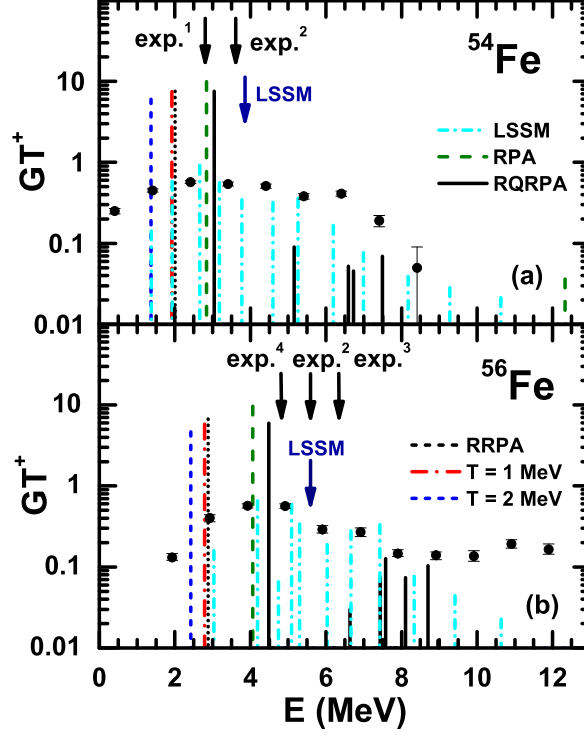 exp.¹ exp.² ⁵⁴Fe
LSSM
10
LSSM
RPA
RQRPA
1
GT⁺
0.1
(a)
0.01
exp.⁴ exp.² exp.³ ⁵⁶Fe
10
LSSM
RRPA
T = 1 MeV
T = 2 MeV
1
GT⁺
0.1
(b)
0.01
0 2 4 6 8 10 12
E (MeV)